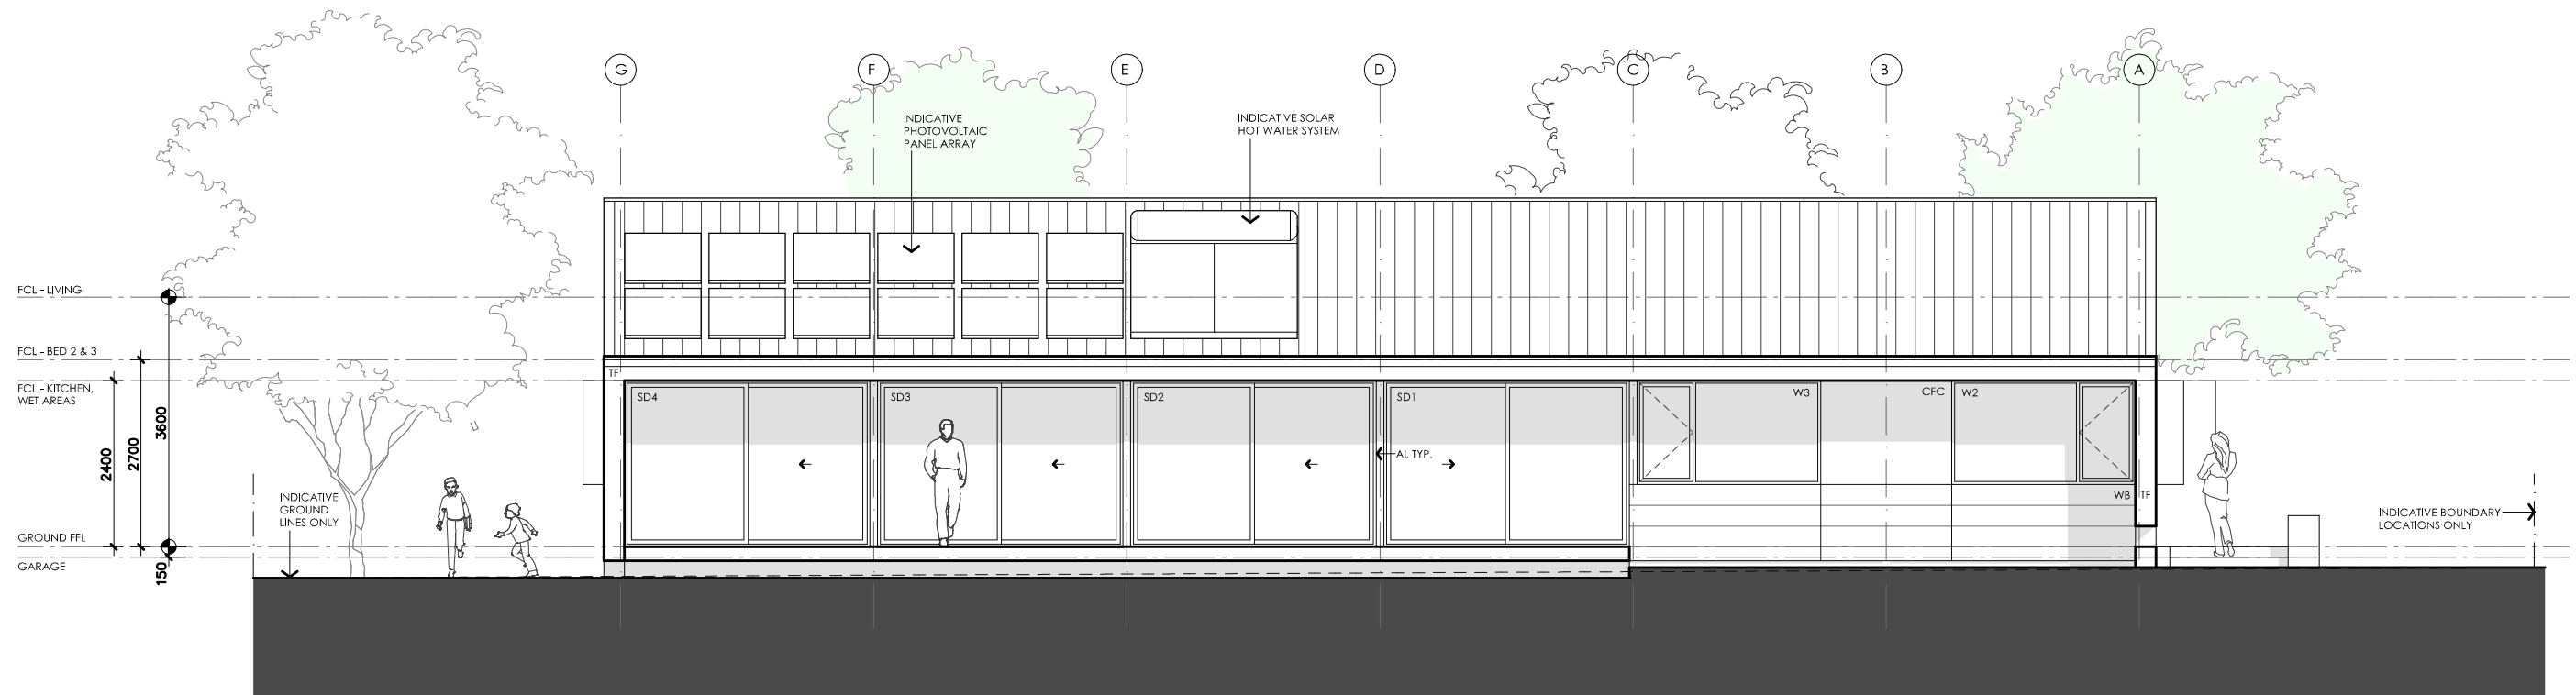 G
F
E
D
C
B
A
INDICATIVE
PHOTOVOLTAIC
PANEL ARRAY
INDICATIVE SOLAR
HOT WATER SYSTEM
FCL - LIVING
FCL - BED 2 & 3
FCL - KITCHEN,
WET AREAS
2400
2700
3600
150
GROUND FFL
GARAGE
INDICATIVE
GROUND
LINES ONLY
TF
SD4
SD3
SD2
SD1
AL TYP.
W3
CFC
W2
WB
TF
INDICATIVE BOUNDARY
LOCATIONS ONLY